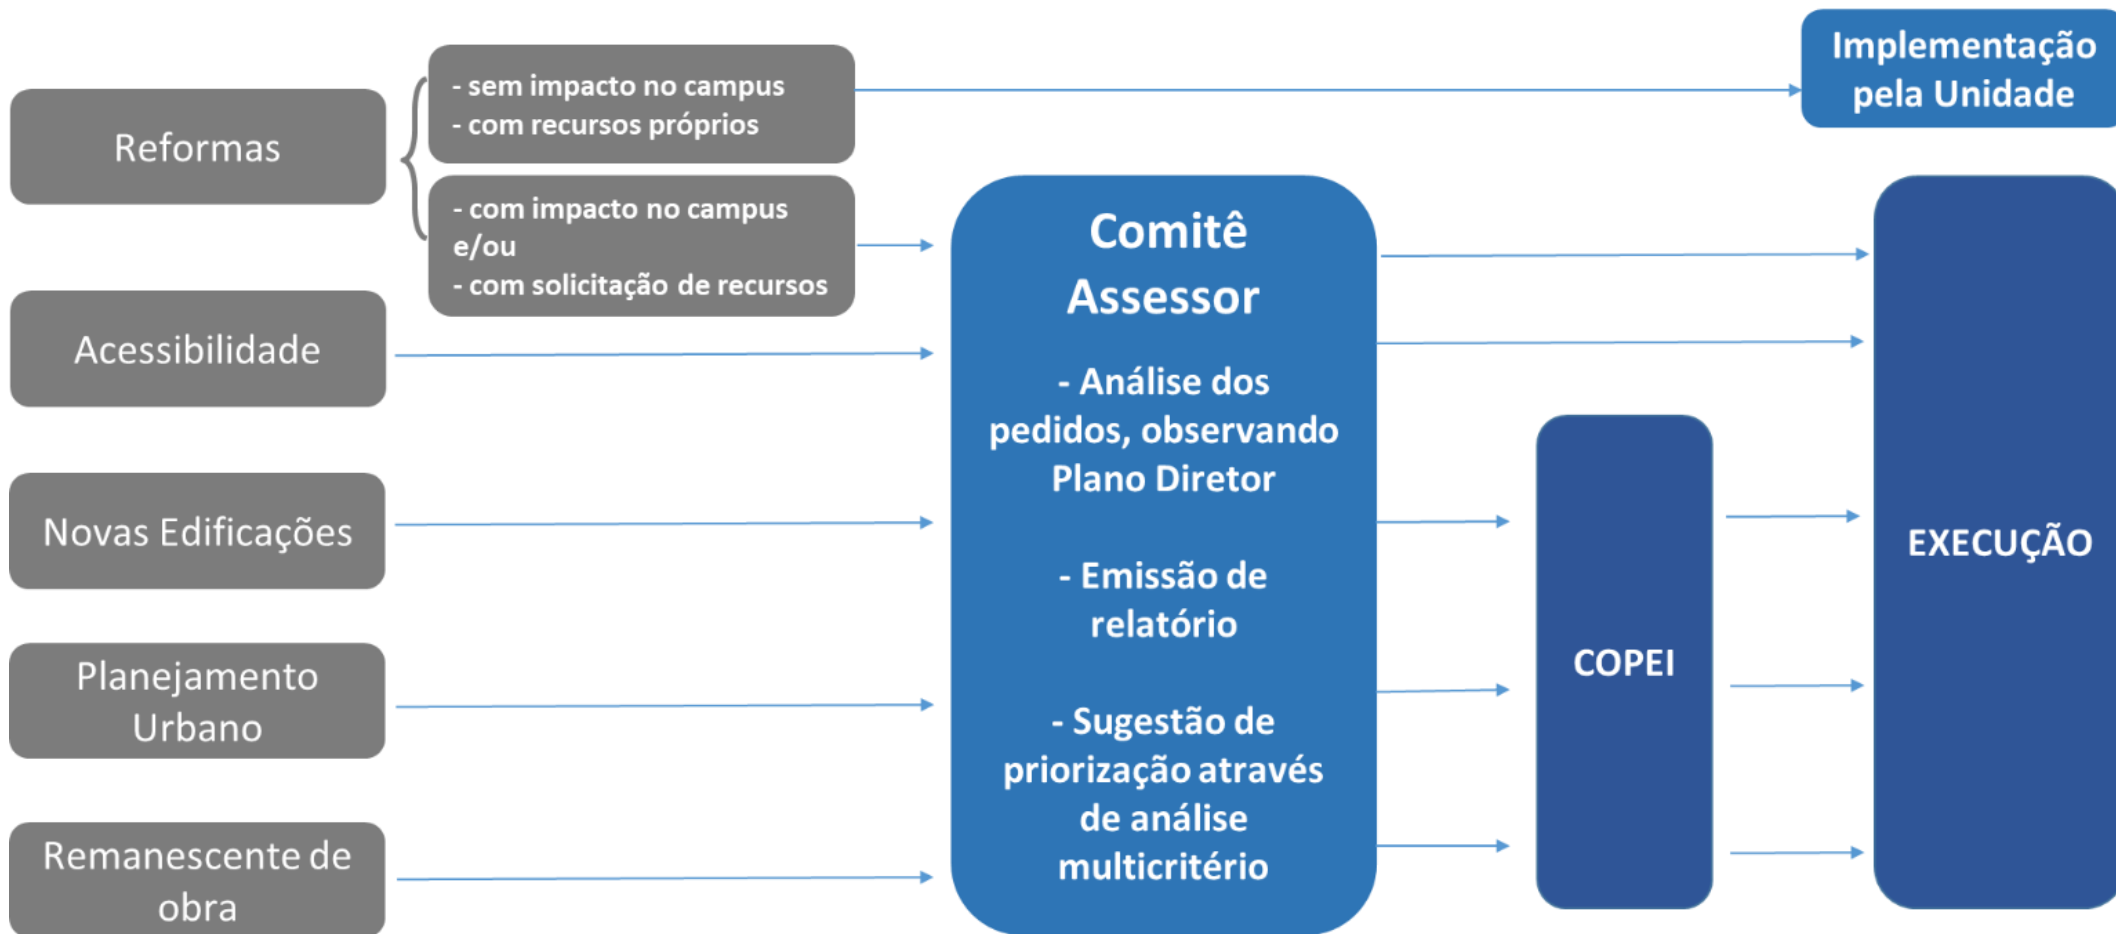 Reformas
- sem impacto no campus
- com recursos próprios
- com impacto no campus
e/ou
- com solicitação de recursos
Implementação
pela Unidade
Acessibilidade
Novas Edificações
Planejamento
Urbano
Remanescente de
obra
Comitê
Assessor
- Análise dos
pedidos, observando
Plano Diretor
- Emissão de
relatório
- Sugestão de
priorização através
de análise
multicritério
COPEI
EXECUÇÃO